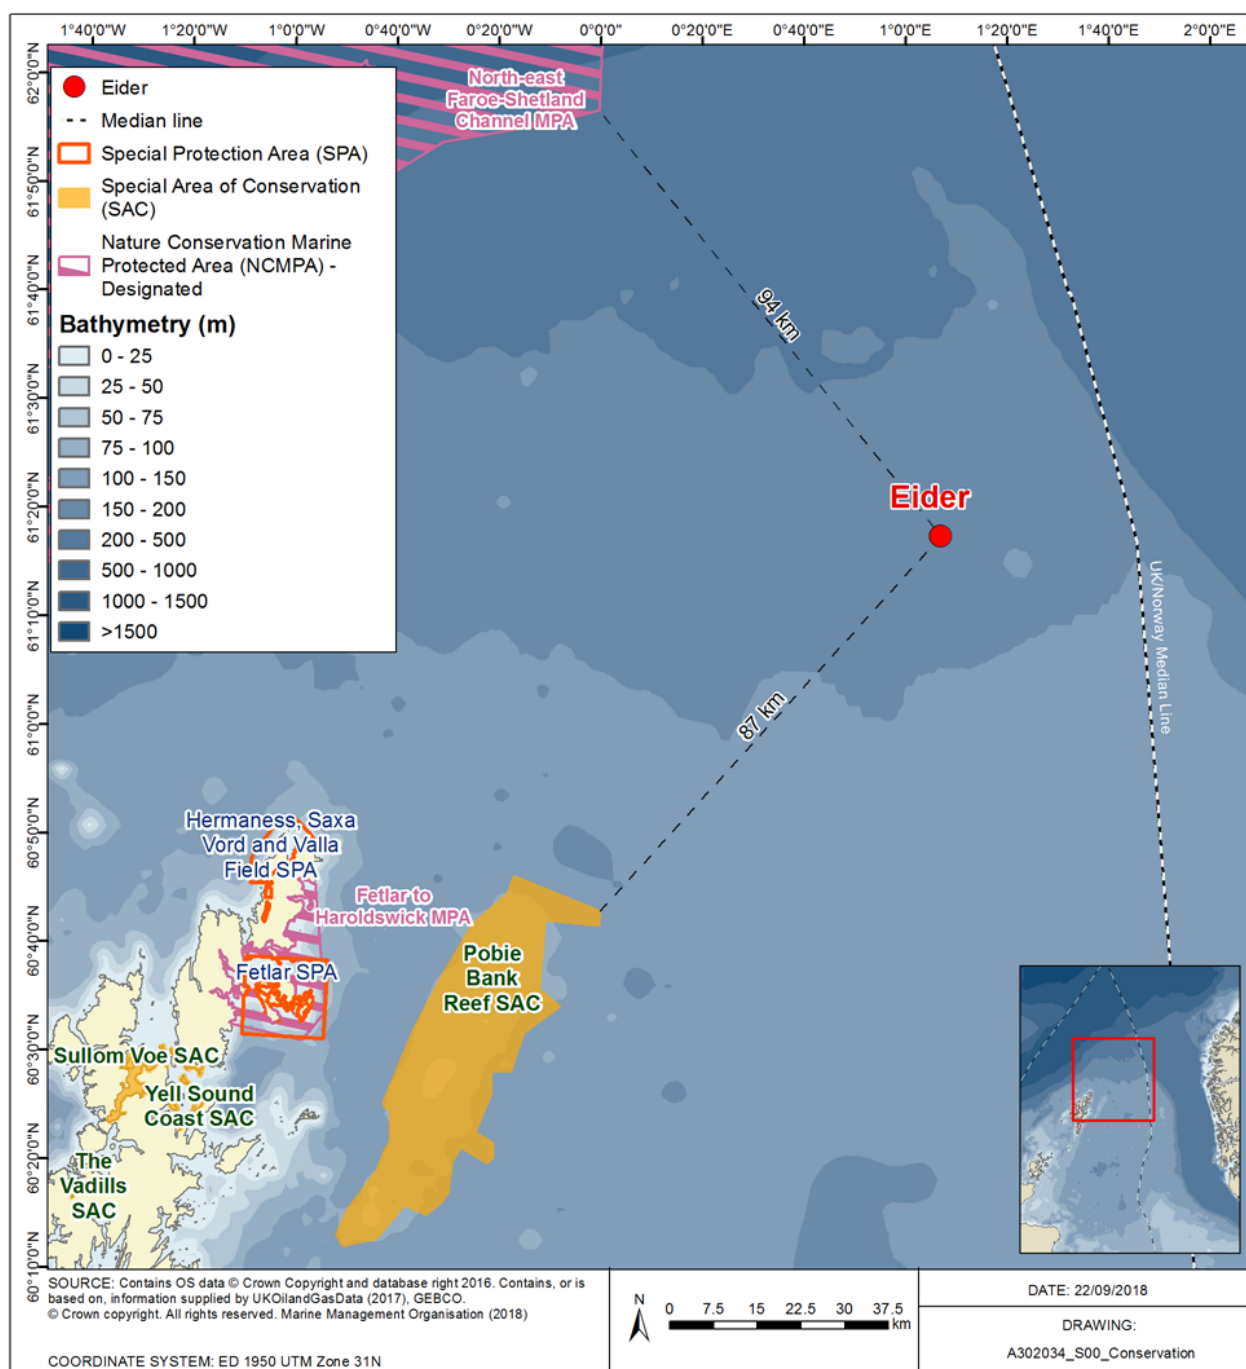 1°40'0"W
1°20'0"W
1°0'0"W
0°40'0"W
0°20'0"W
0°0'0"
0°20'0"E
0°40'0"E
1°0'0"E
1°20'0"E
1°40'0"E
2°0'0"E
62°0'0"N
61°50'0"N
61°40'0"N
61°30'0"N
61°20'0"N
61°10'0"N
61°0'0"N
60°50'0"N
60°40'0"N
60°30'0"N
60°20'0"N
60°10'0"N
Eider
Median line
Special Protection Area (SPA)
Special Area of Conservation
(SAC)
Nature Conservation Marine
Protected Area (NCMPA) -
Designated
Bathymetry (m)
0 - 25
25 - 50
50 - 75
75 - 100
100 - 150
150 - 200
200 - 500
500 - 1000
1000 - 1500
>1500
North-east
Faroe-Shetland
Channel MPA
94 km
Eider
87 km
UK/Norway Median Line
Hermaness, Saxa
Vord and Valla
Field SPA
Fetlar to
Haroldswick MPA
Fetlar SPA
Pobie
Bank
Reef SAC
Sullom Voe SAC
Yell Sound
Coast SAC
The
Vadills
SAC
SOURCE: Contains OS data © Crown Copyright and database right 2016. Contains, or is
based on, information supplied by UKOilandGasData (2017), GEBCO.
© Crown copyright. All rights reserved. Marine Management Organisation (2018)
COORDINATE SYSTEM: ED 1950 UTM Zone 31N
N
0 7.5 15 22.5 30 37.5
km
DATE: 22/09/2018
DRAWING:
A302034_S00_Conservation